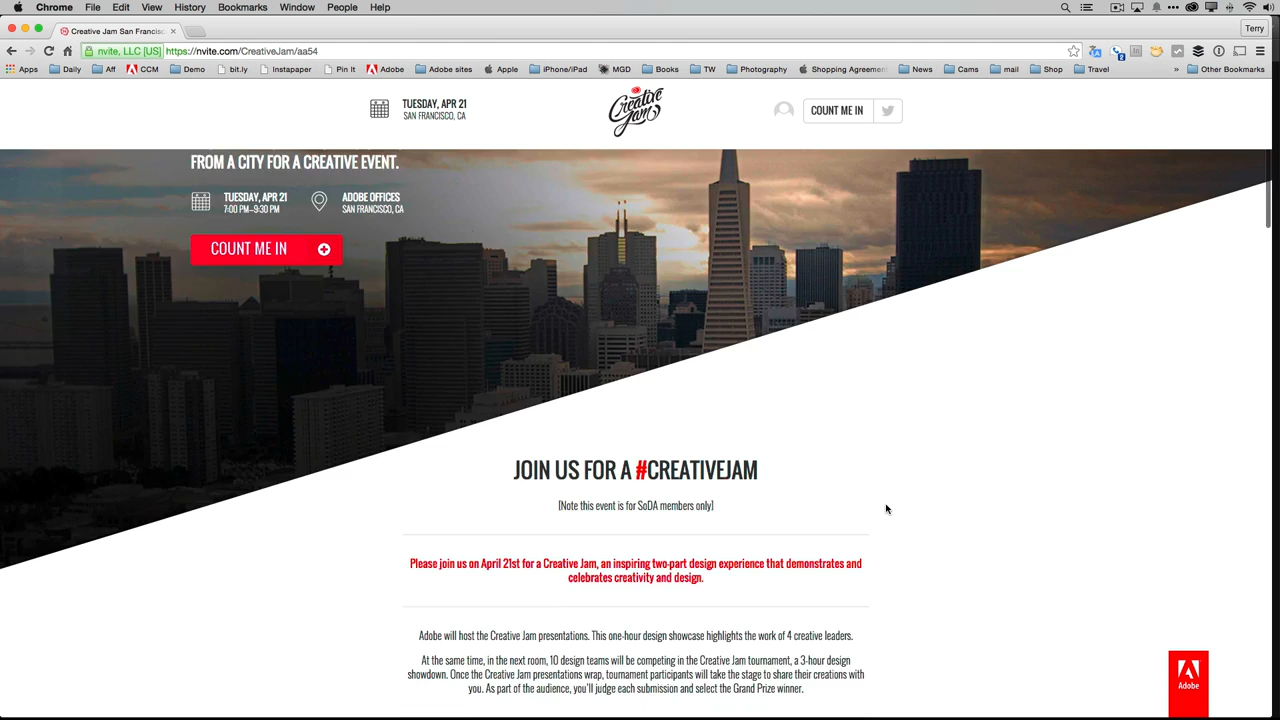 Chrome File Edit View History Bookmarks Window People Help
Creative Jam San Francisc
Terry
nvite, LLC [US] https://nvite.com/CreativeJam/aa54
Apps Daily Aff CCM Demo bit.ly Instapaper Pin It Adobe Adobe sites Apple iPhone/iPad MGD Books TW Photography Shopping Agreemen News Cams mail Shop Travel » Other Bookmarks
TUESDAY, APR 21
SAN FRANCISCO, CA
Creative
Jam
COUNT ME IN
FROM A CITY FOR A CREATIVE EVENT.
TUESDAY, APR 21
7:00 PM–9:30 PM
ADOBE OFFICES
SAN FRANCISCO, CA
COUNT ME IN
JOIN US FOR A #CREATIVEJAM
[Note this event is for SoDA members only]
Please join us on April 21st for a Creative Jam, an inspiring two-part design experience that demonstrates and
celebrates creativity and design.
Adobe will host the Creative Jam presentations. This one-hour design showcase highlights the work of 4 creative leaders.
At the same time, in the next room, 10 design teams will be competing in the Creative Jam tournament, a 3-hour design
showdown. Once the Creative Jam presentations wrap, tournament participants will take the stage to share their creations with
you. As part of the audience, you'll judge each submission and select the Grand Prize winner.
Adobe